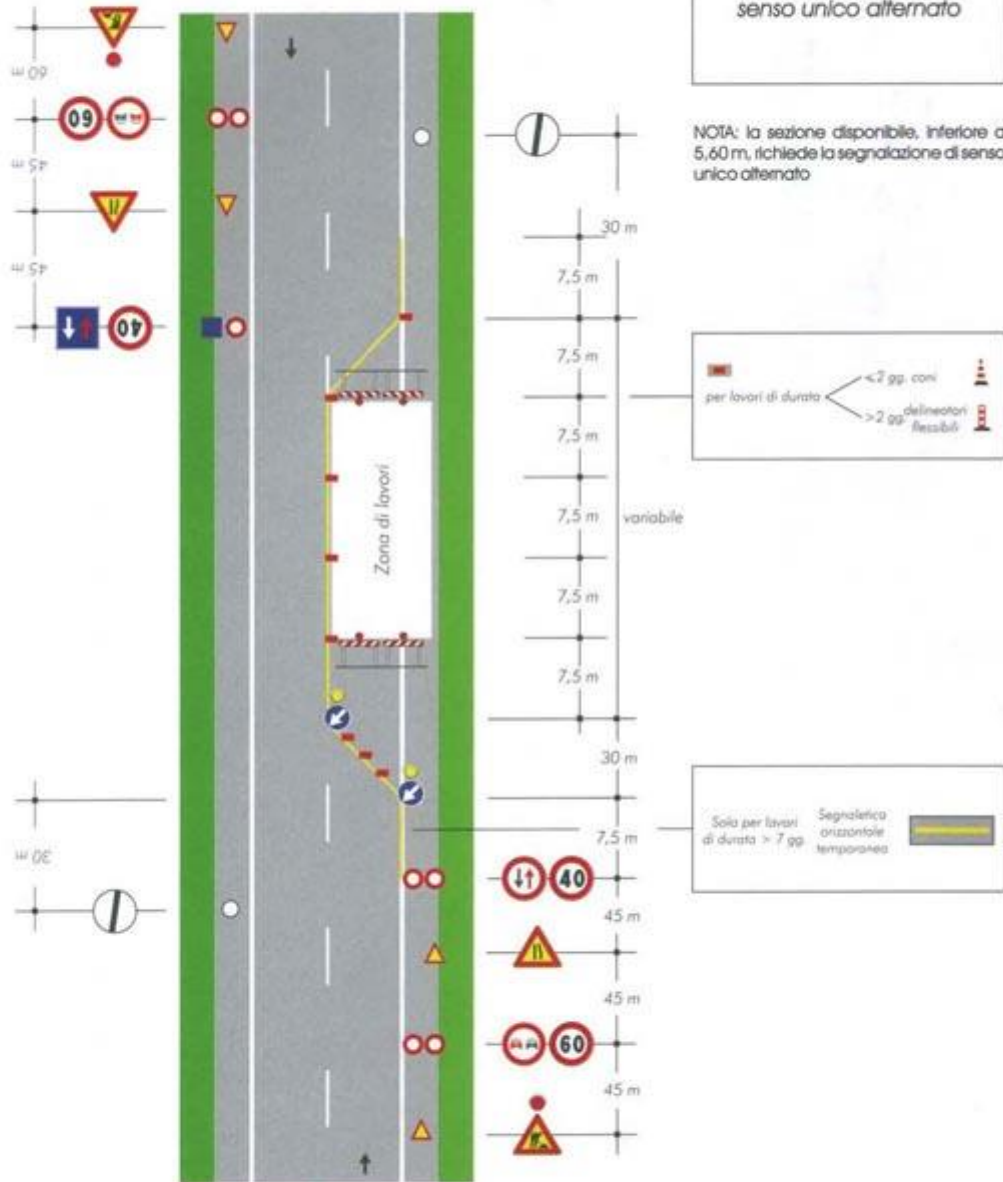 senso unico alternato
NOTA: la sezione disponibile, inferiore a
5,60 m, richiede la segnalazione di senso
unico alternato
60 m
60
45 m
45 m
40
30 m
7,5 m
7,5 m
7,5 m
7,5 m
7,5 m
7,5 m
variabile
per lavori di durata
≤2 gg. coni
>2 gg. delineatori
flessibili
Zona di lavori
30 m
7,5 m
Solo per lavori
di durata > 7 gg.
Segnaletica
orizzontale
temporanea
30 m
40
45 m
45 m
60
45 m